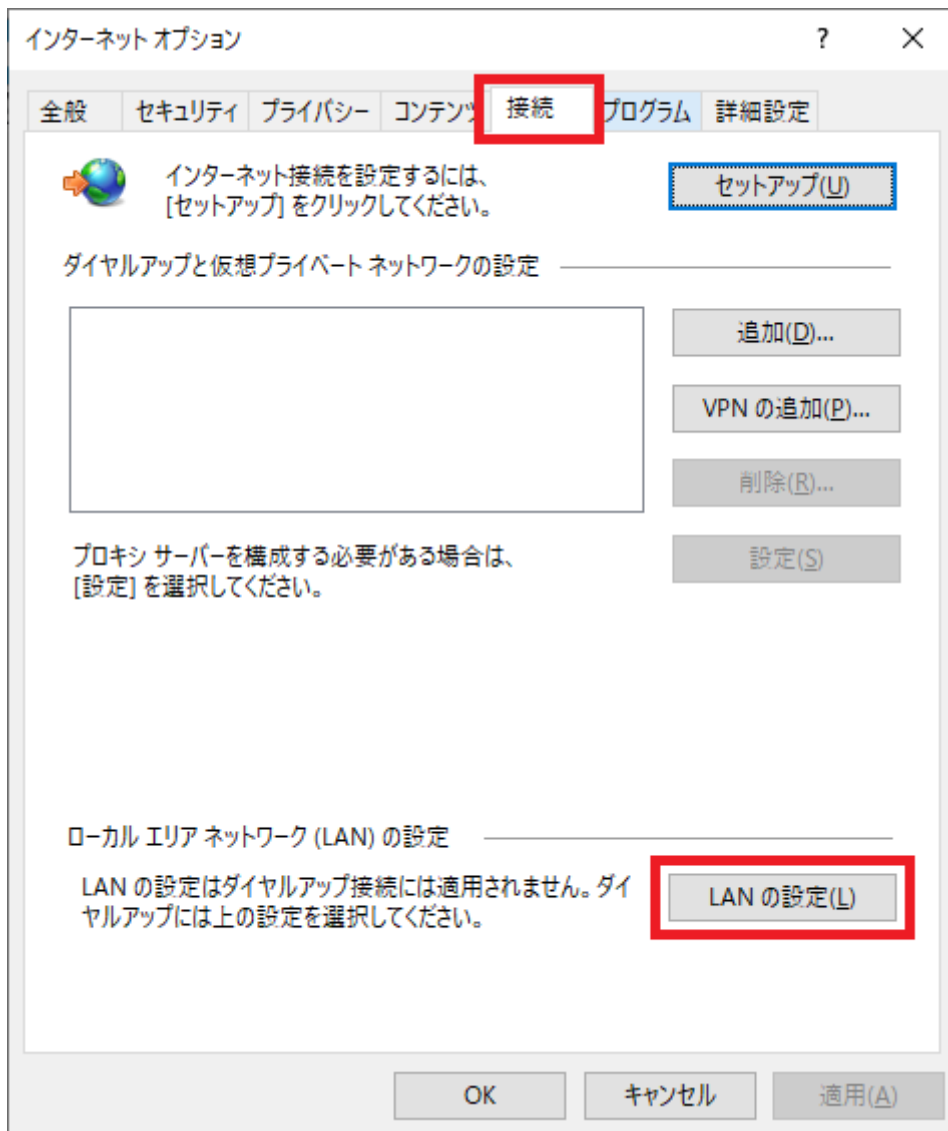 インターネット オプション
?
×
全般 セキュリティ プライバシー コンテンツ 接続 プログラム 詳細設定
インターネット接続を設定するには、
[セットアップ] をクリックしてください。
セットアップ(U)
ダイヤルアップと仮想プライベート ネットワークの設定
追加(D)...
VPN の追加(P)...
削除(R)...
プロキシ サーバーを構成する必要がある場合は、
[設定] を選択してください。
設定(S)
ローカル エリア ネットワーク (LAN) の設定
LAN の設定はダイヤルアップ接続には適用されません。ダイ
ヤルアップには上の設定を選択してください。
LAN の設定(L)
OK キャンセル 適用(A)